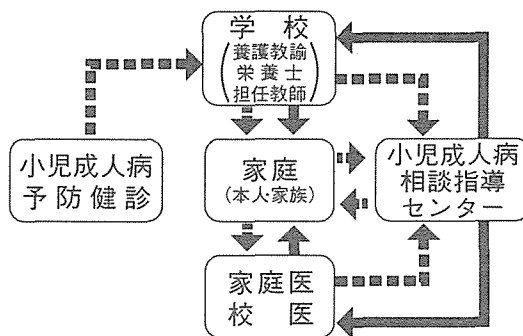 学校
(養護教諭
栄養士
担任教師)
小児成人病
予防健診
家庭
(本人・家族)
小児成人病
相談指導
センター
家庭医
校医